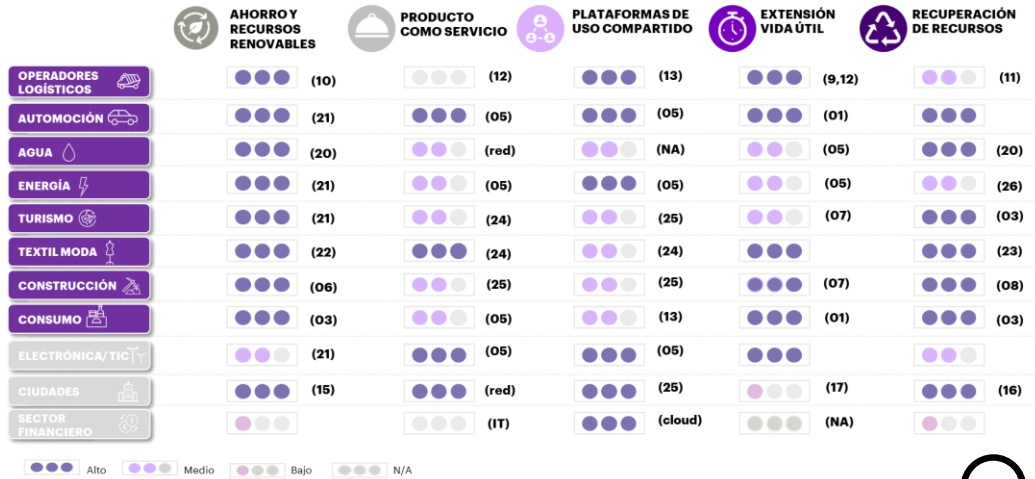 AHORRO Y
RECURSOS
RENOVABLES
PRODUCTO
COMO SERVICIO
PLATAFORMAS DE
USO COMPARTIDO
EXTENSIÓN
VIDA ÚTIL
RECUPERACIÓN
DE RECURSOS
OPERADORES
LOGÍSTICOS
(10) (12) (13) (9,12) (11)
AUTOMOCIÓN (21) (05) (05) (01)
AGUA (20) (red) (NA) (05) (20)
ENERGÍA (21) (05) (05) (05) (26)
TURISMO (21) (24) (25) (07) (03)
TEXTIL MODA (22) (24) (24) (23)
CONSTRUCCIÓN (06) (25) (25) (07) (08)
CONSUMO (03) (05) (13) (01) (03)
ELECTRÓNICA/ TIC (21) (05) (05)
CIUDADES (15) (red) (25) (17) (16)
SECTOR
FINANCIERO
(IT) (cloud) (NA)
Alto Medio Bajo N/A